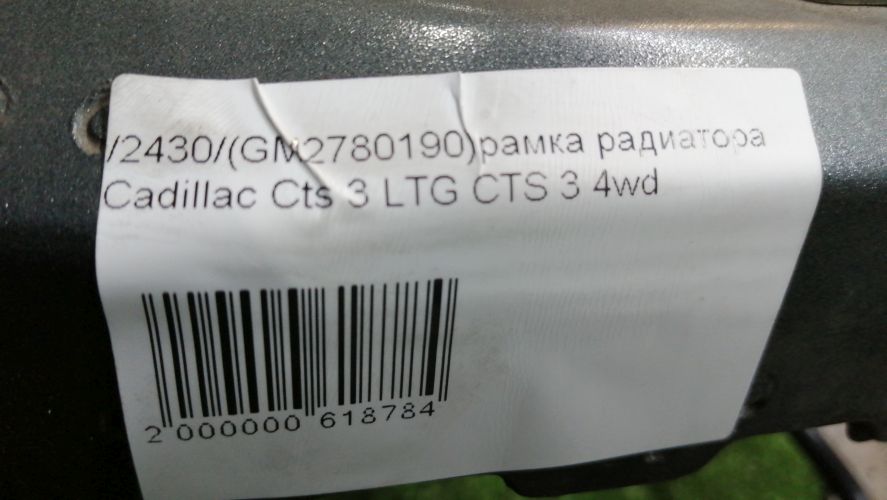 /2430/(GM2780190)рамка радиатора
Cadillac Cts 3 LTG CTS 3 4wd
2 000000 618784